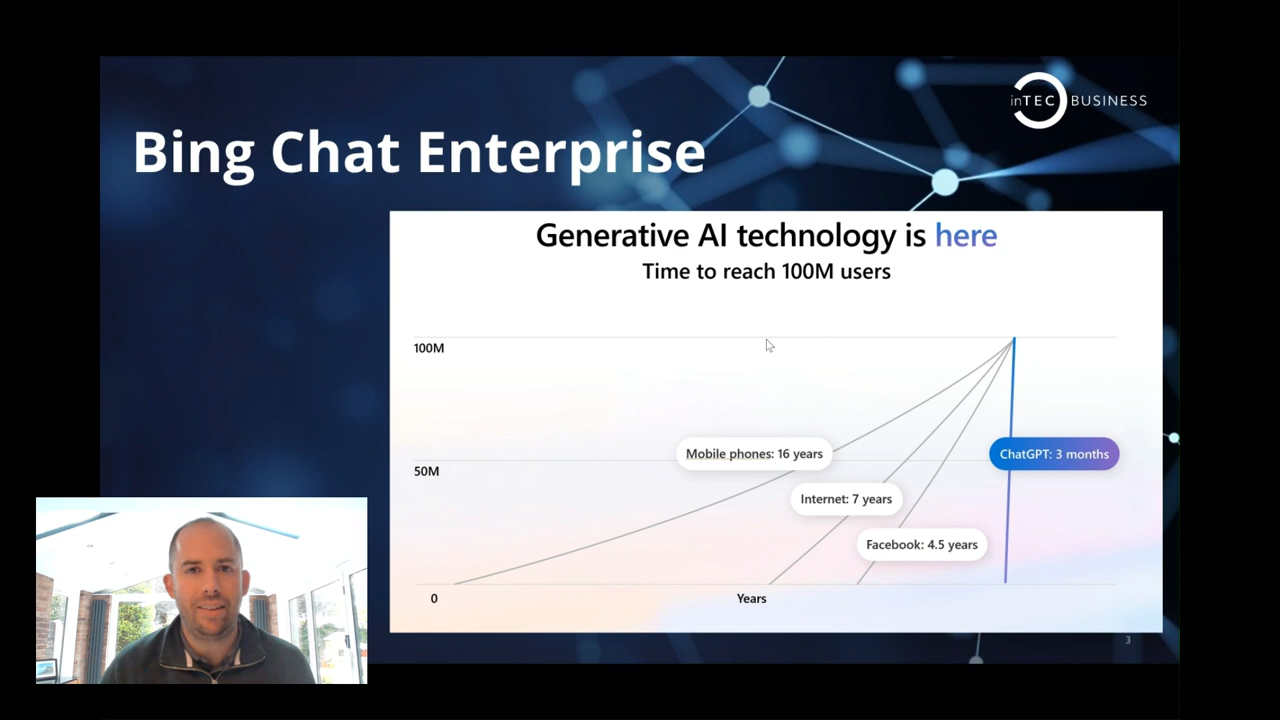 inTEC BUSINESS
Bing Chat Enterprise
Generative AI technology is here
Time to reach 100M users
100M
Mobile phones: 16 years
ChatGPT: 3 months
50M
Internet: 7 years
Facebook: 4.5 years
0
Years
3